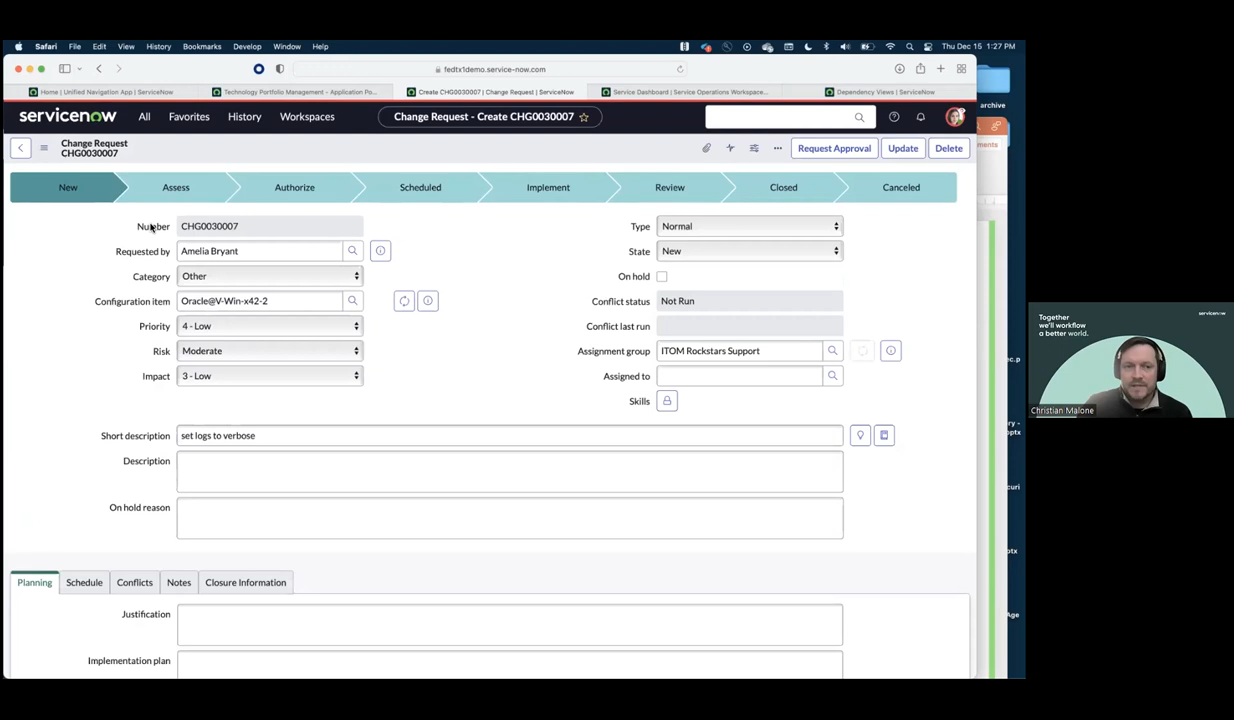 Safari File Edit View History Bookmarks Develop Window Help Thu Dec 15 1:27 PM
fedtx1demo.service-now.com
Home | Unified Navigation App | ServiceNow
Technology Portfolio Management - Application Po...
Create CHG0030007 | Change Request | ServiceNow
Service Dashboard | Service Operations Workspace...
Dependency Views | ServiceNow
servicenow All Favorites History Workspaces Change Request - Create CHG0030007
archive
Change Request
CHG0030007
Request Approval Update Delete
New Assess Authorize Scheduled Implement Review Closed Canceled
Number CHG0030007
Requested by Amelia Bryant
Category Other
Configuration item Oracle@V-Win-x42-2
Priority 4 - Low
Risk Moderate
Impact 3 - Low
Type Normal
State New
On hold
Conflict status Not Run
Conflict last run
Assignment group ITOM Rockstars Support
Assigned to
Skills
Short description set logs to verbose
Description
On hold reason
Planning Schedule Conflicts Notes Closure Information
Justification
Implementation plan
Together
we'll workflow
a better world.
servicenow
Christian Malone